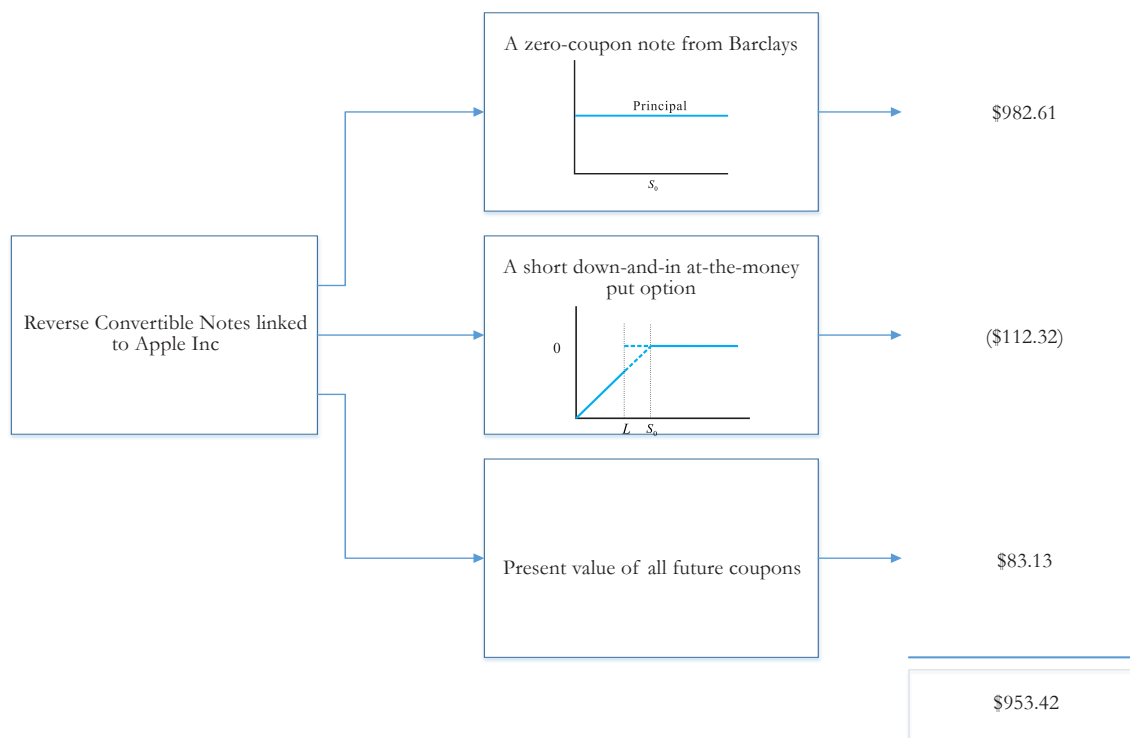 A zero-coupon note from Barclays
Principal
S₀
$982.61
Reverse Convertible Notes linked
to Apple Inc
A short down-and-in at-the-money
put option
0
L S₀
($112.32)
Present value of all future coupons
$83.13
$953.42